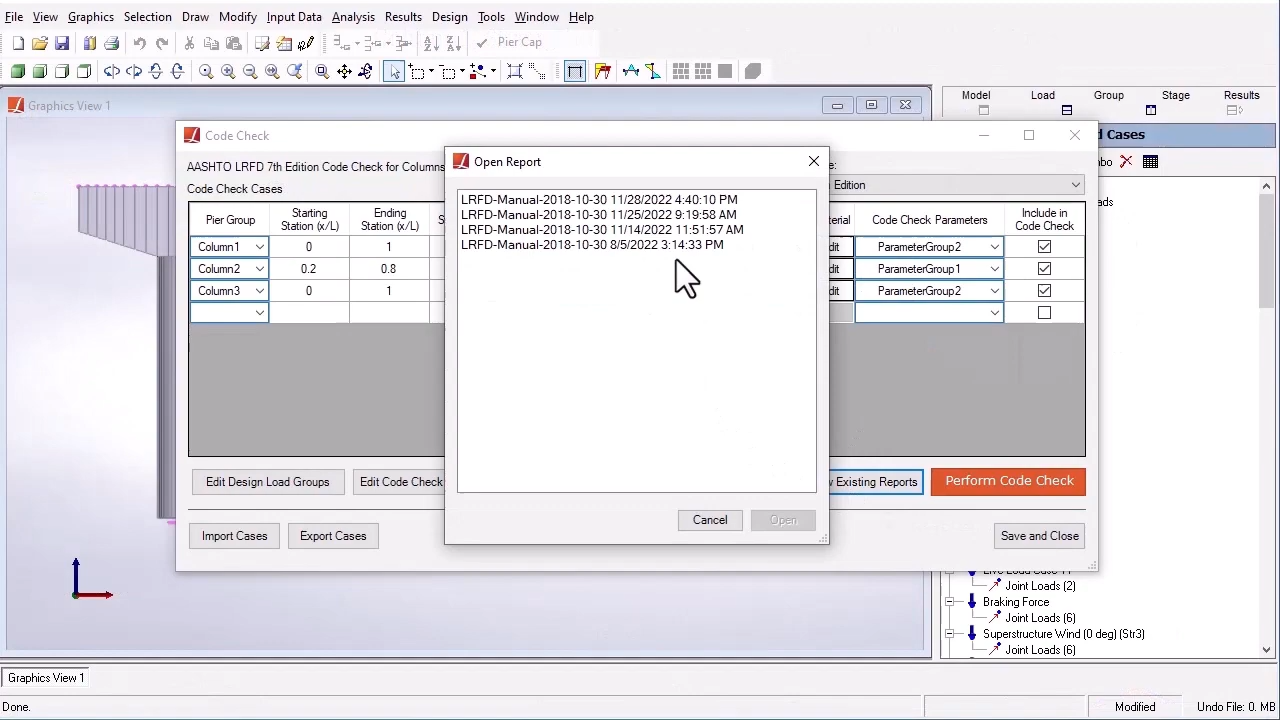 File View Graphics Selection Draw Modify Input Data Analysis Results Design Tools Window Help
Pier Cap
Graphics View 1
Model Load Group Stage Results
Code Check
Cases
AASHTO LRFD 7th Edition Code Check for Columns
Code Check Cases
Edition
Pier Group Starting Station (x/L) Ending Station (x/L) Code Check Parameters Include in Code Check
Column1 0 1 ParameterGroup2
Column2 0.2 0.8 ParameterGroup1
Column3 0 1 ParameterGroup2
Open Report
LRFD-Manual-2018-10-30 11/28/2022 4:40:10 PM
LRFD-Manual-2018-10-30 11/25/2022 9:19:58 AM
LRFD-Manual-2018-10-30 11/14/2022 11:51:57 AM
LRFD-Manual-2018-10-30 8/5/2022 3:14:33 PM
Cancel Open
Edit Design Load Groups Edit Code Check Existing Reports Perform Code Check
Import Cases Export Cases Save and Close
Joint Loads (2)
Braking Force
Joint Loads (6)
Superstructure Wind (0 deg) (Str3)
Joint Loads (6)
Graphics View 1
Done. Modified Undo File: 0. MB